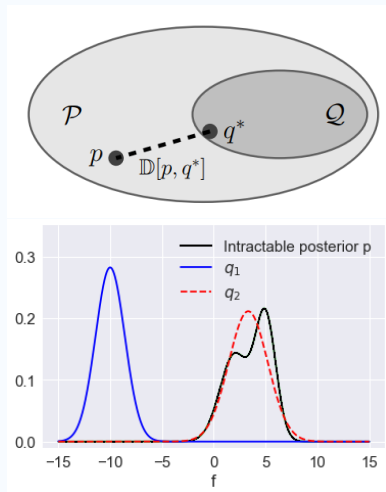 𝒫
𝒬
q*
p
𝔻[p, q*]
Intractable posterior p
q₁
q₂
0.3
0.2
0.1
0.0
−15 −10 −5 0 5 10 15
f